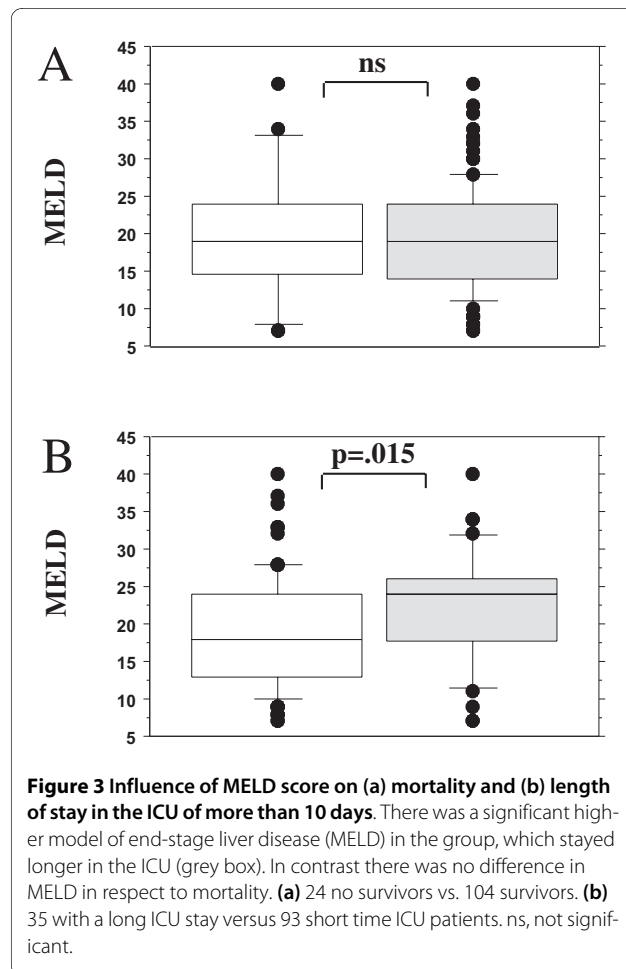 A
ns
MELD
45
40
35
30
25
20
15
10
5
B
p=.015
MELD
45
40
35
30
25
20
15
10
5
Figure 3 Influence of MELD score on (a) mortality and (b) length
of stay in the ICU of more than 10 days. There was a significant high-
er model of end-stage liver disease (MELD) in the group, which stayed
longer in the ICU (grey box). In contrast there was no difference in
MELD in respect to mortality. (a) 24 no survivors vs. 104 survivors. (b)
35 with a long ICU stay versus 93 short time ICU patients. ns, not signif-
icant.